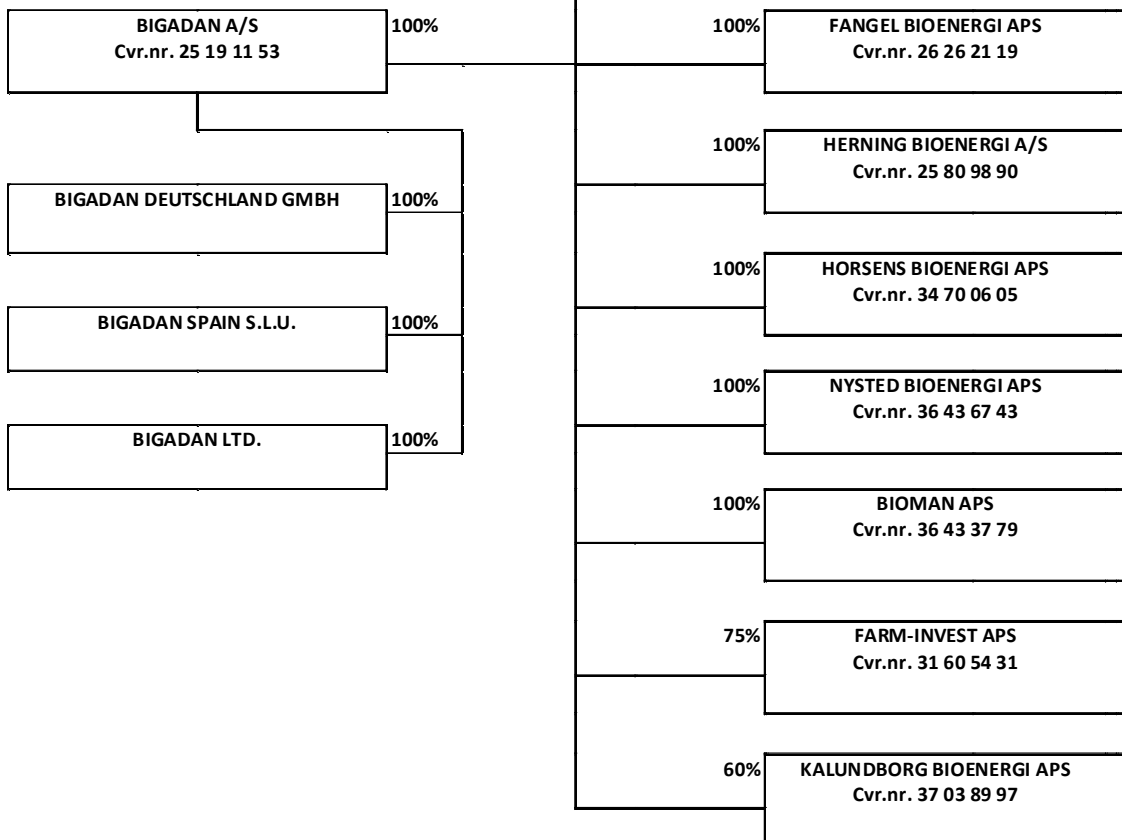 BIGADAN A/S
Cvr.nr. 25 19 11 53
100%
BIGADAN DEUTSCHLAND GMBH
100%
BIGADAN SPAIN S.L.U.
100%
BIGADAN LTD.
100%
100%
FANGEL BIOENERGI APS
Cvr.nr. 26 26 21 19
100%
HERNING BIOENERGI A/S
Cvr.nr. 25 80 98 90
100%
HORSENS BIOENERGI APS
Cvr.nr. 34 70 06 05
100%
NYSTED BIOENERGI APS
Cvr.nr. 36 43 67 43
100%
BIOMAN APS
Cvr.nr. 36 43 37 79
75%
FARM-INVEST APS
Cvr.nr. 31 60 54 31
60%
KALUNDBORG BIOENERGI APS
Cvr.nr. 37 03 89 97